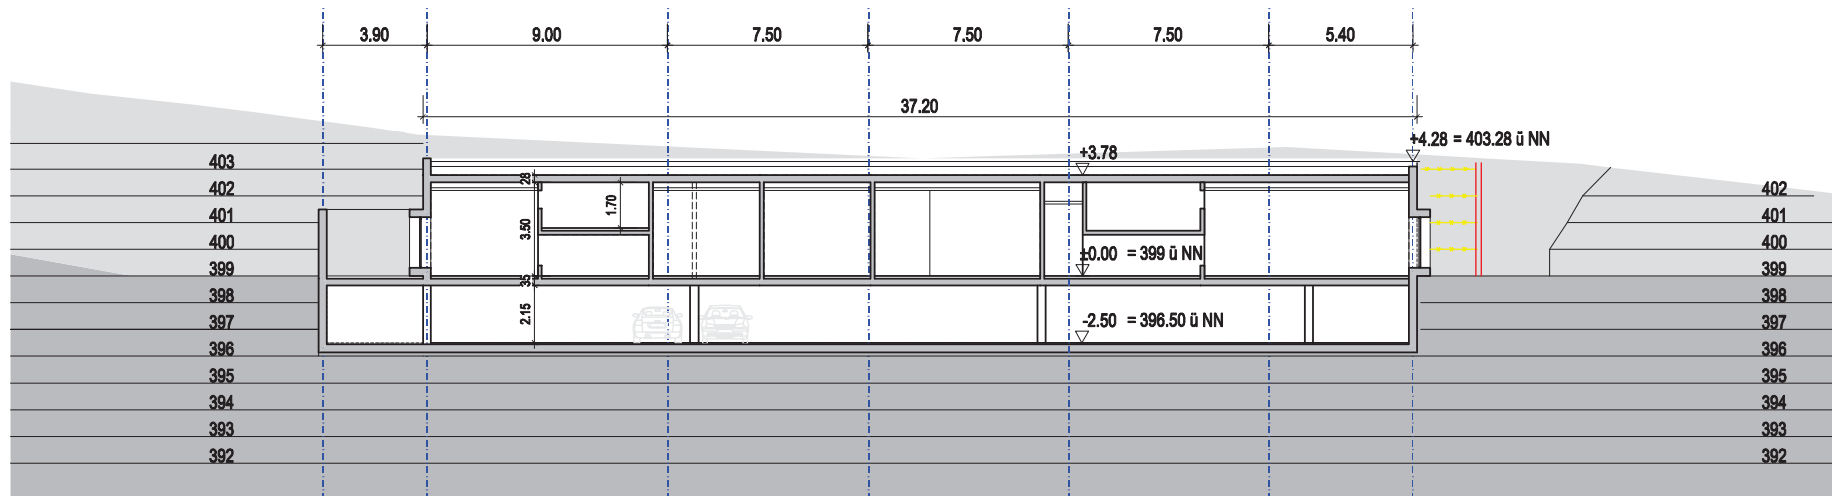 3.90 9.00 7.50 7.50 7.50 5.40
37.20
+4.28 = 403.28 ü NN
+3.78
403
402 28 402
1.70
401 3.50 401
400 ±0.00 = 399 ü NN 400
399 35 399
398 398
397 2.15 -2.50 = 396.50 ü NN 397
396 396
395 395
394 394
393 393
392 392